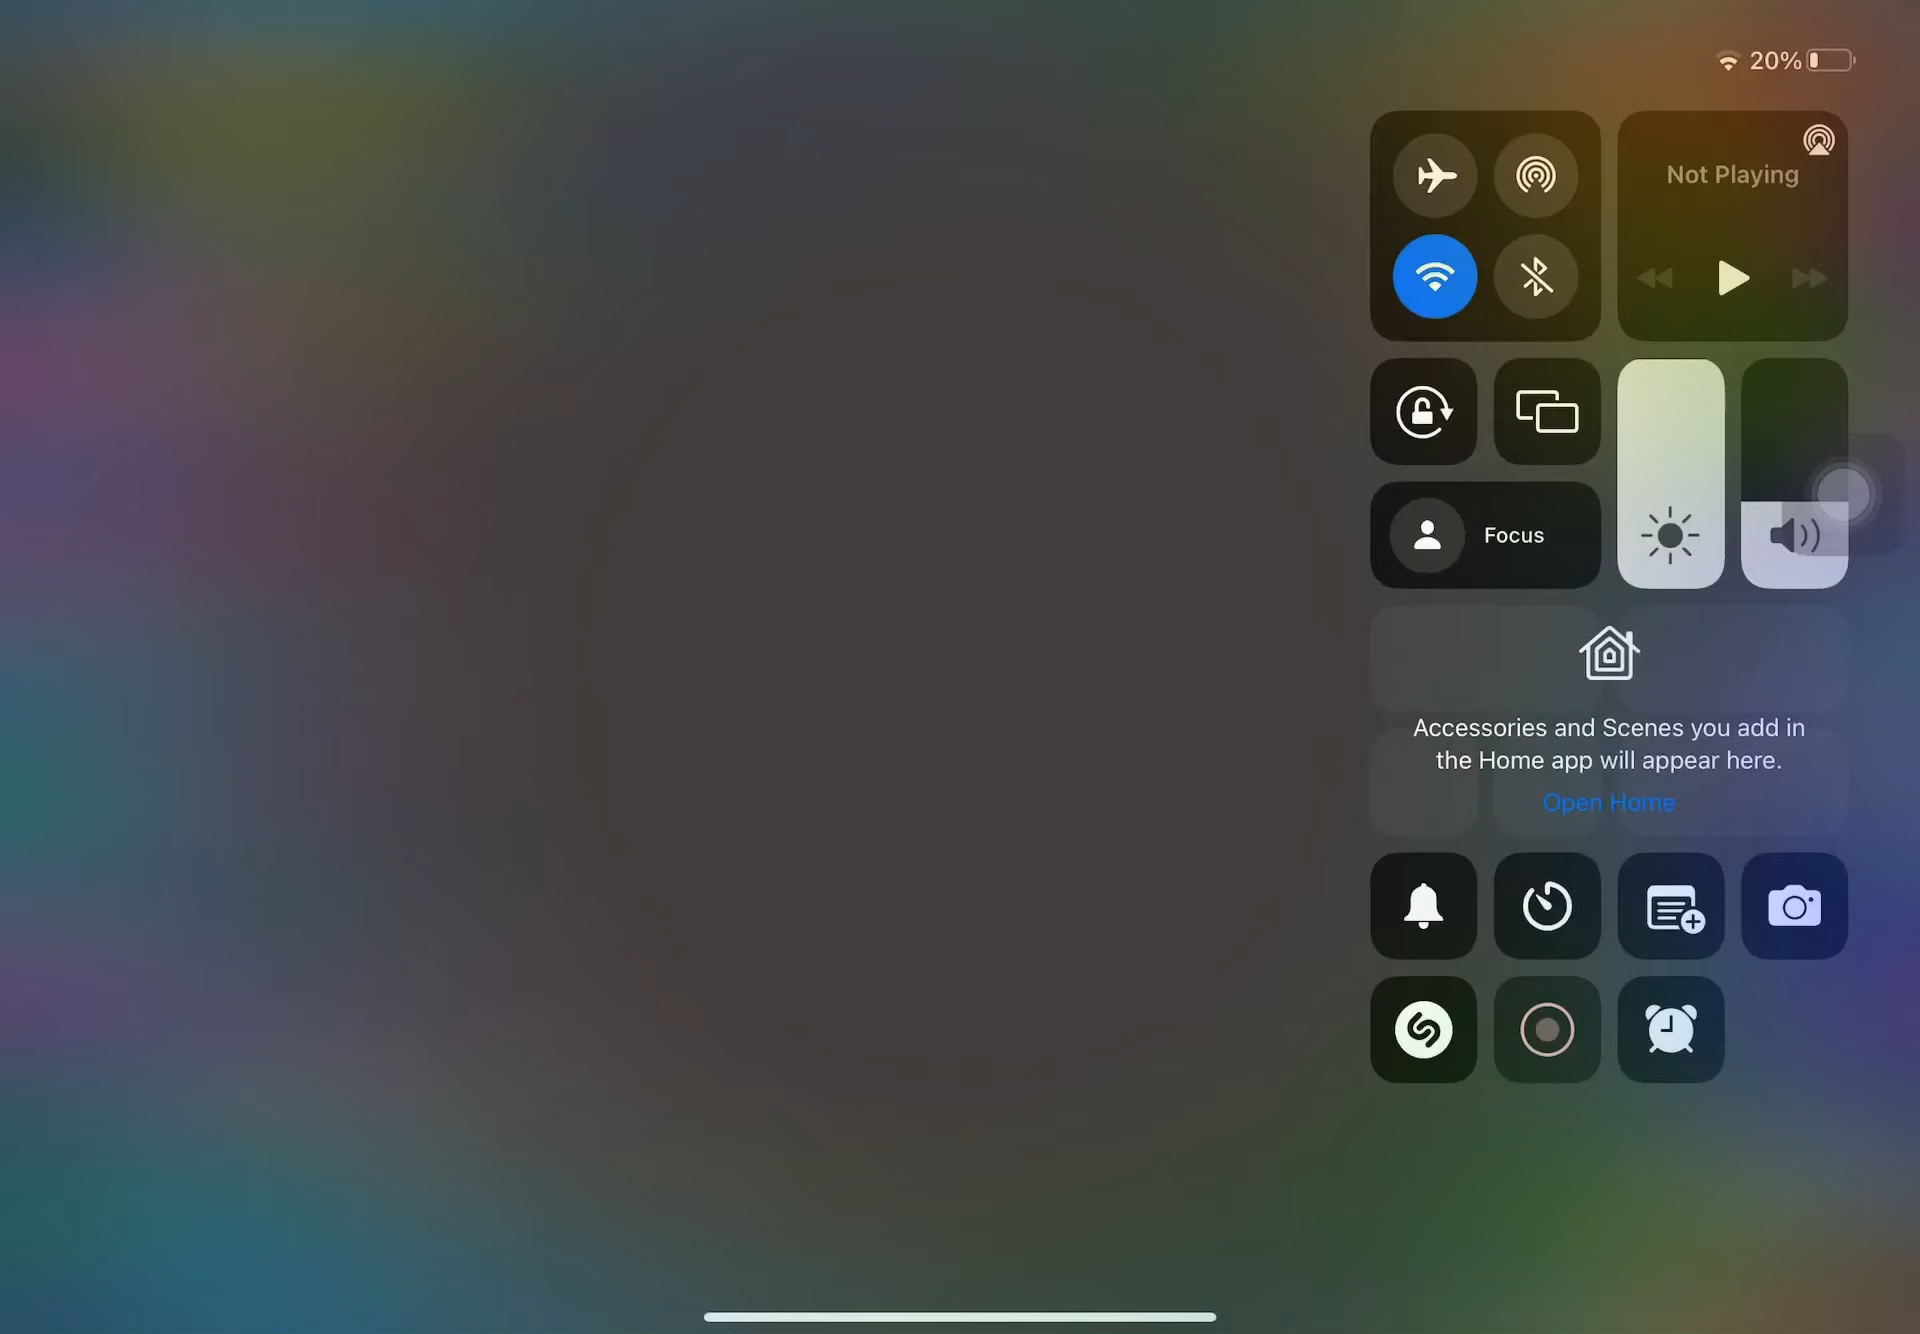 20%
Not Playing
Focus
Accessories and Scenes you add in
the Home app will appear here.
Open Home